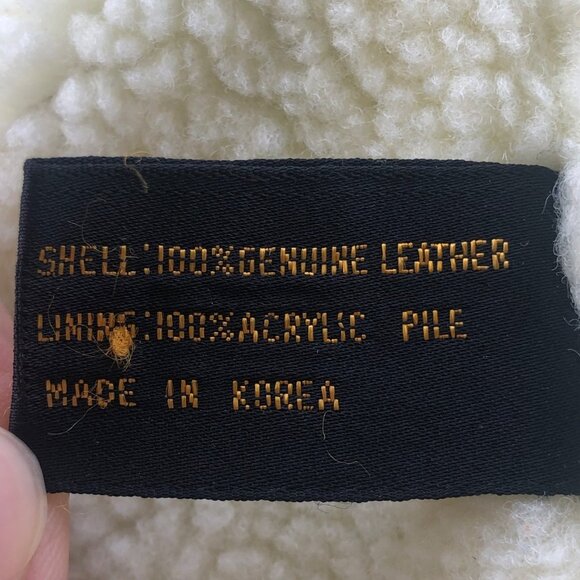 SHELL:100%GENUINE LEATHER
LINING:100%ACRYLIC PILE
MADE IN KOREA